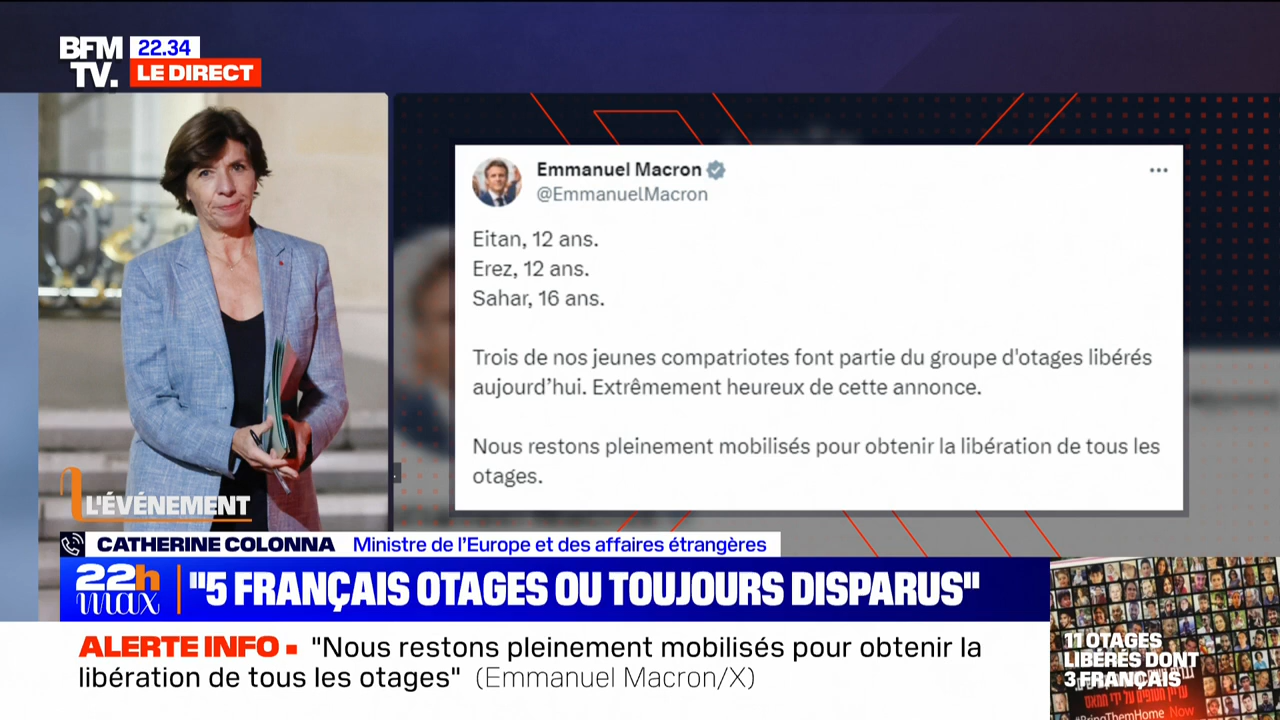 BFM
TV.
22.34
LE DIRECT
Emmanuel Macron
@EmmanuelMacron
Eitan, 12 ans.
Erez, 12 ans.
Sahar, 16 ans.
Trois de nos jeunes compatriotes font partie du groupe d'otages libérés
aujourd'hui. Extrêmement heureux de cette annonce.
Nous restons pleinement mobilisés pour obtenir la libération de tous les
otages.
L'ÉVÉNEMENT
CATHERINE COLONNA Ministre de l'Europe et des affaires étrangères
22h
MAX
"5 FRANÇAIS OTAGES OU TOUJOURS DISPARUS"
ALERTE INFO "Nous restons pleinement mobilisés pour obtenir la
libération de tous les otages" (Emmanuel Macron/X)
11 OTAGES
LIBÉRÉS DONT
3 FRANÇAIS
#BringThemHome Now